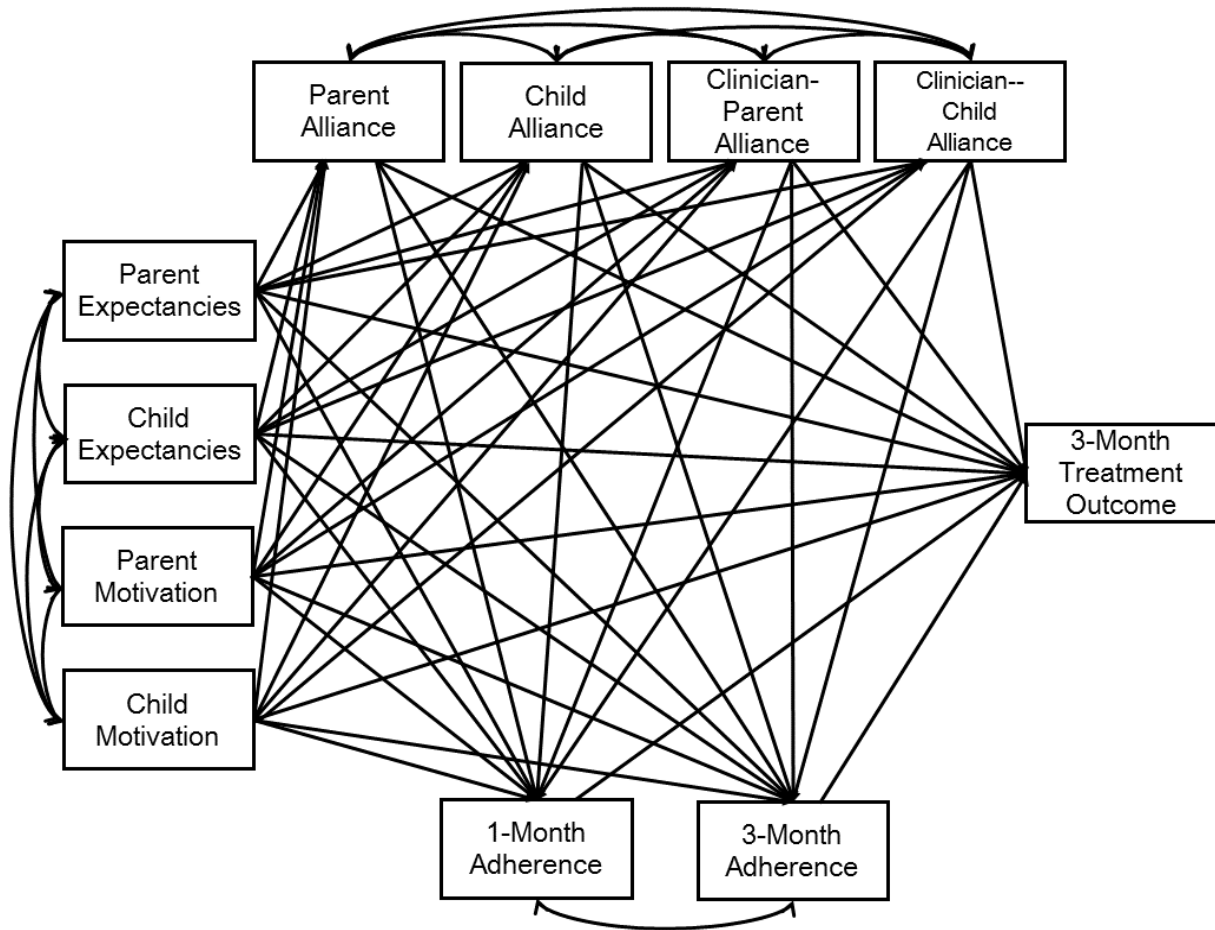 Parent
Alliance
Child
Alliance
Clinician-
Parent
Alliance
Clinician--
Child
Alliance
Parent
Expectancies
Child
Expectancies
Parent
Motivation
Child
Motivation
3-Month
Treatment
Outcome
1-Month
Adherence
3-Month
Adherence